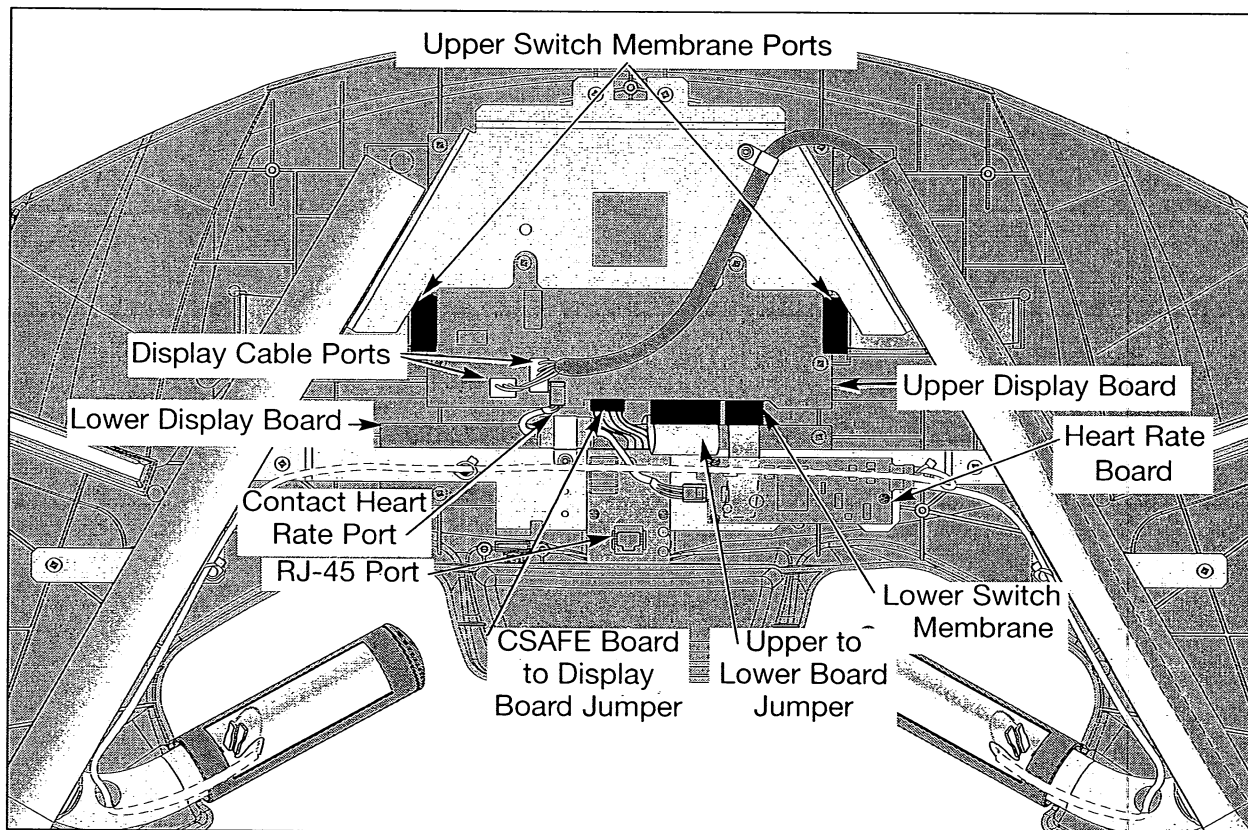 Upper Switch Membrane Ports
Display Cable Ports
Upper Display Board
Lower Display Board
Heart Rate
Board
Contact Heart
Rate Port
RJ-45 Port
Lower Switch
Membrane
CSAFE Board
to Display
Board Jumper
Upper to
Lower Board
Jumper